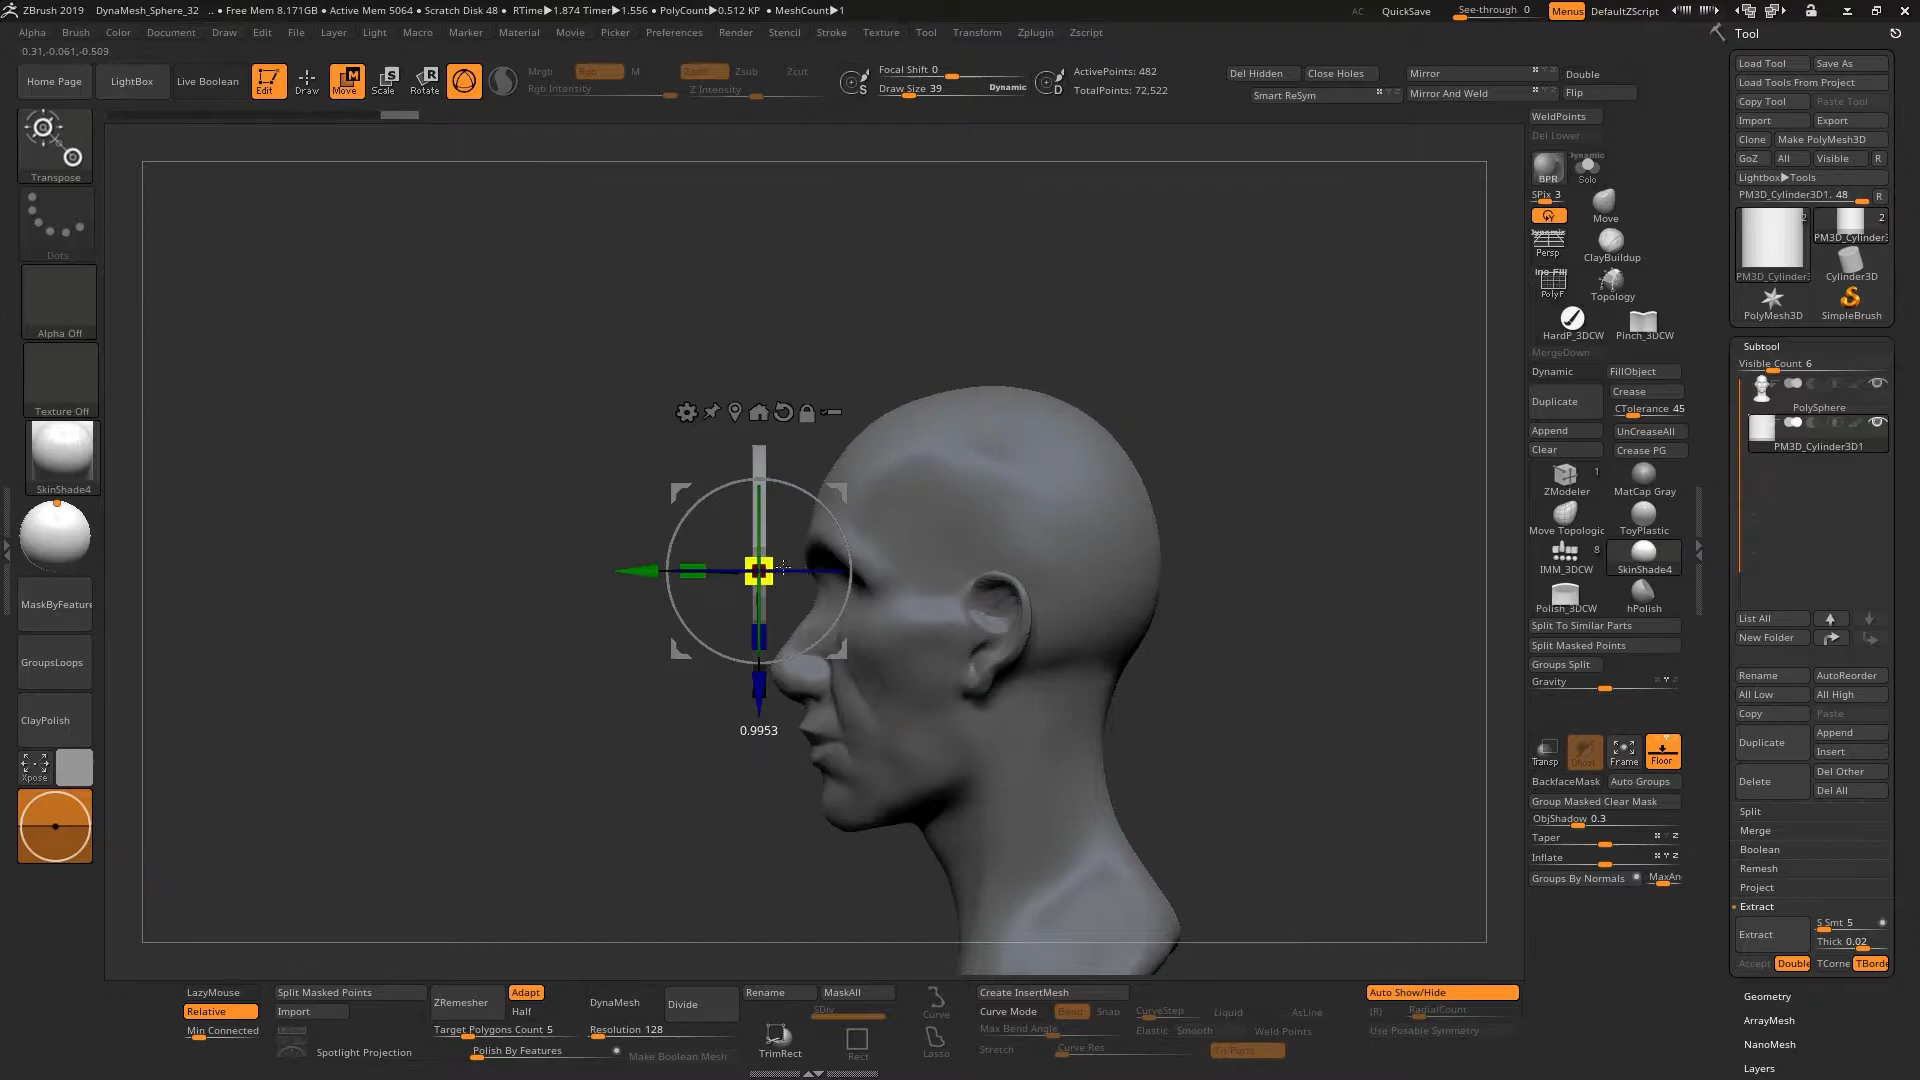 ZBrush 2019 DynaMesh_Sphere_32 .. • Free Mem 8.171GB • Active Mem 5064 • Scratch Disk 48 • RTime▶1.874 Timer▶1.556 • PolyCount▶0.512 KP • MeshCount▶1 AC QuickSave See-through 0 Menus DefaultZScript
Alpha Brush Color Document Draw Edit File Layer Light Macro Marker Material Movie Picker Preferences Render Stencil Stroke Texture Tool Transform Zplugin Zscript
0.31,-0.061,-0.509
Home Page LightBox Live Boolean Edit Draw Move Scale Rotate
Mrgb Rgb M Zadd Zsub Zcut
Rgb Intensity Z Intensity
S Focal Shift 0
Draw Size 39 Dynamic D
ActivePoints: 482
TotalPoints: 72,522
Del Hidden Close Holes Mirror Double
Smart ReSym Mirror And Weld Flip
Transpose
Dots
Alpha Off
Texture Off
SkinShade4
MaskByFeature
GroupsLoops
ClayPolish
Xpose
0.9953
WeldPoints
Del Lower
BPR Dynamic Solo
SPix 3
Move
Dynamic
Persp ClayBuildup
PolyF Topology
HardP_3DCW Pinch_3DCW
MergeDown
Dynamic FillObject
Duplicate Crease
CTolerance 45
Append UnCreaseAll
Clear Crease PG
1
ZModeler MatCap Gray
Move Topologic ToyPlastic
8
IMM_3DCW SkinShade4
Polish_3DCW hPolish
Split To Similar Parts
Split Masked Points
Groups Split
Gravity
Transp Ghost Frame Floor
BackfaceMask Auto Groups
Group Masked Clear Mask
ObjShadow 0.3
Taper
Inflate
Groups By Normals MaxAn
Tool
Load Tool Save As
Load Tools From Project
Copy Tool Paste Tool
Import Export
Clone Make PolyMesh3D
GoZ All Visible R
Lightbox▶Tools
PM3D_Cylinder3D1. 48 R
2 2
PM3D_Cylinder3
PM3D_Cylinder3 Cylinder3D
PolyMesh3D SimpleBrush
Subtool
Visible Count 6
PolySphere
PM3D_Cylinder3D1
List All
New Folder
Rename AutoReorder
All Low All High
Copy Paste
Duplicate Append
Insert
Delete Del Other
Del All
Split
Merge
Boolean
Remesh
Project
Extract
Extract S Smt 5
Thick 0.02
Accept Double TCorne TBorde
Geometry
ArrayMesh
NanoMesh
Layers
LazyMouse Split Masked Points ZRemesher Adapt DynaMesh Divide Rename MaskAll Curve Create InsertMesh Auto Show/Hide
Relative Import Half SDiv Curve Mode Bend Snap CurveStep Liquid AsLine (R) RadialCount
Min Connected Target Polygons Count 5 Resolution 128 Max Bend Angle Elastic Smooth Weld Points Use Posable Symmetry
Spotlight Projection Polish By Features Make Boolean Mesh TrimRect Rect Lasso Stretch Curve Res Tri Parts